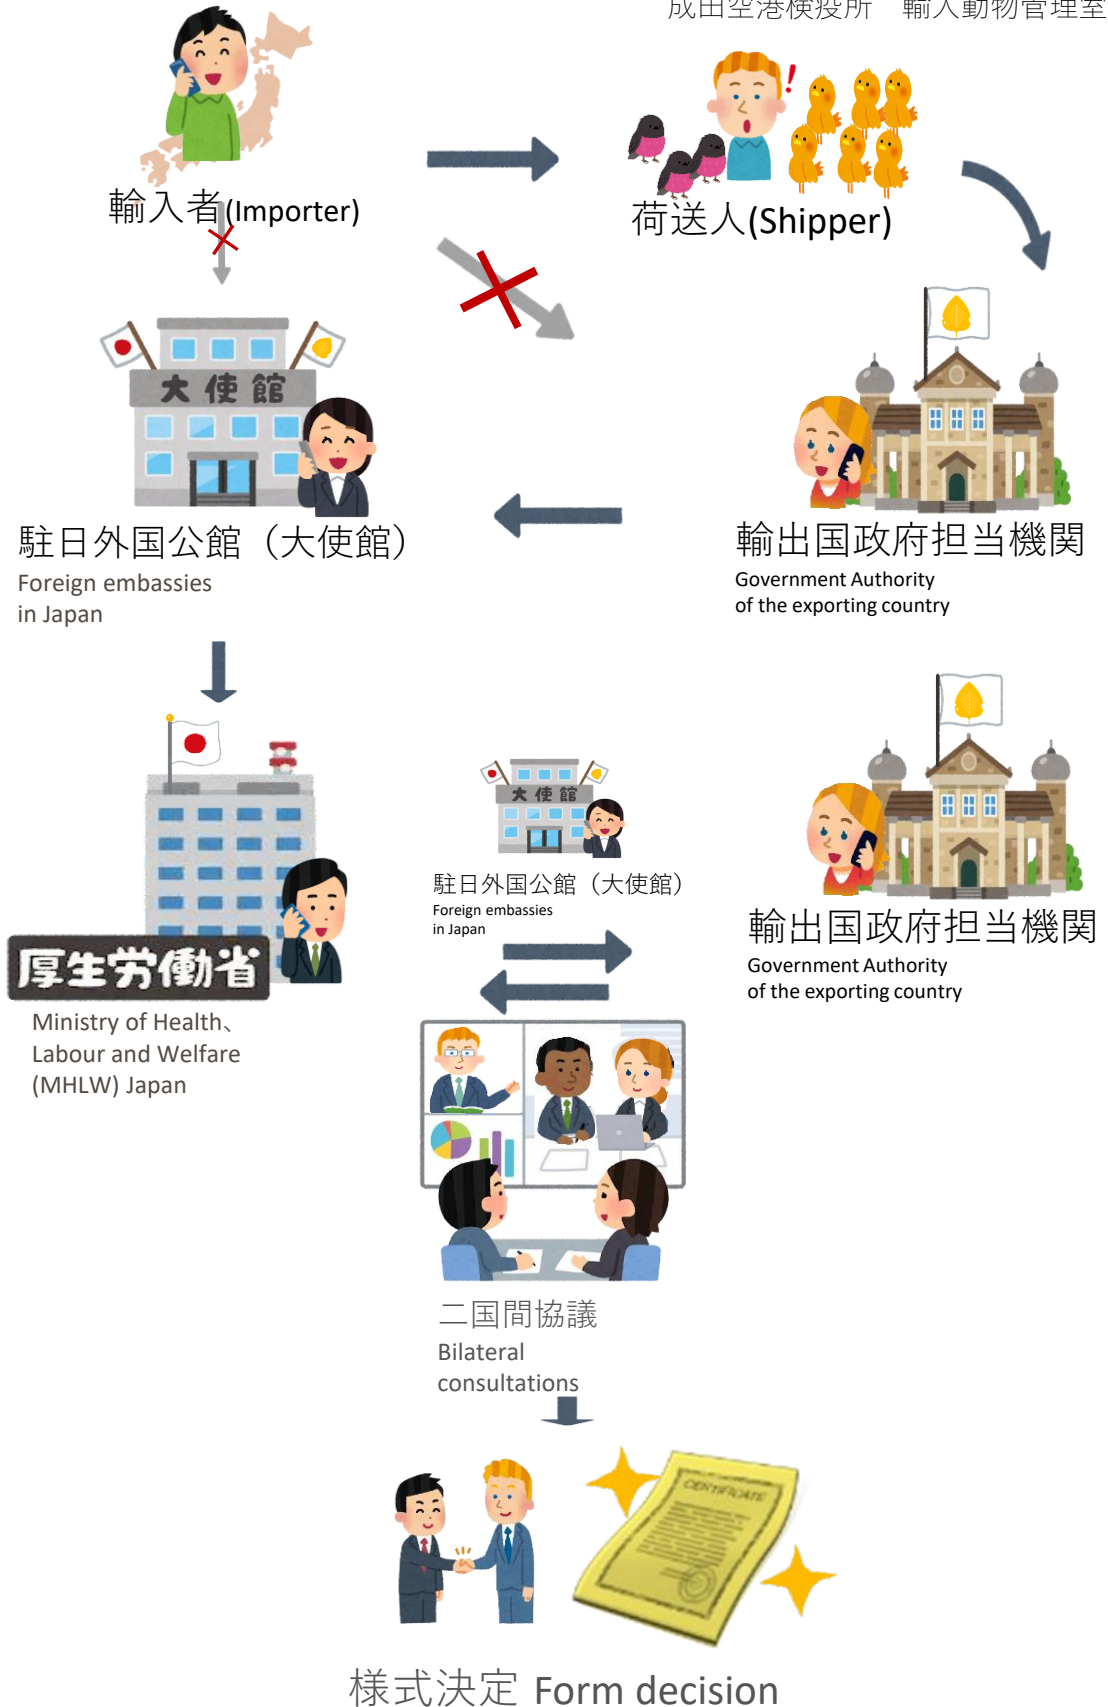 成田空港検疫所　輸入動物管理室
輸入者(Importer)
荷送人(Shipper)
大使館
駐日外国公館（大使館）
Foreign embassies
in Japan
輸出国政府担当機関
Government Authority
of the exporting country
大使館
駐日外国公館（大使館）
Foreign embassies
in Japan
輸出国政府担当機関
Government Authority
of the exporting country
厚生労働省
Ministry of Health、
Labour and Welfare
(MHLW) Japan
二国間協議
Bilateral
consultations
CERTIFICATE
様式決定 Form decision